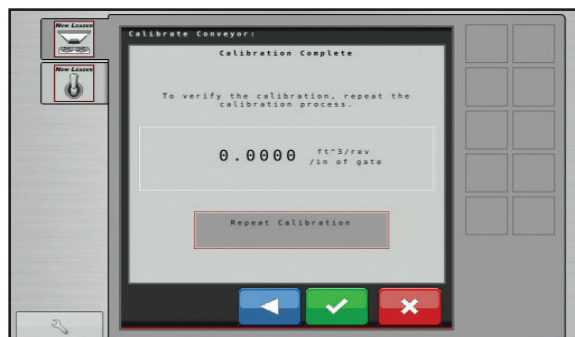 New Leader
Calibrate Conveyor:
Calibration Complete
New Leader
To verify the calibration, repeat the
calibration process.
0.0000 ft^3/rev
/in of gate
Repeat Calibration